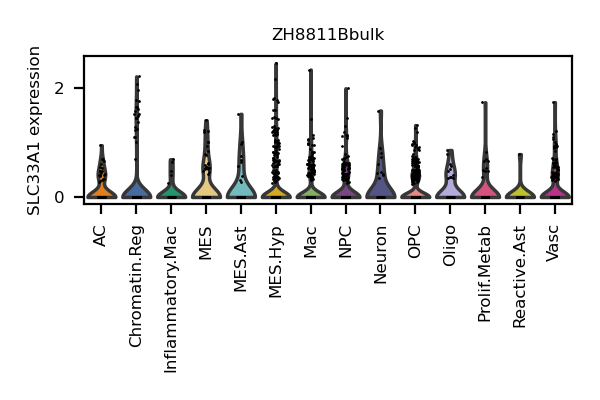 ZH8811Bbulk
SLC33A1 expression
2
0
AC
Chromatin.Reg
Inflammatory.Mac
MES
MES.Ast
MES.Hyp
Mac
NPC
Neuron
OPC
Oligo
Prolif.Metab
Reactive.Ast
Vasc